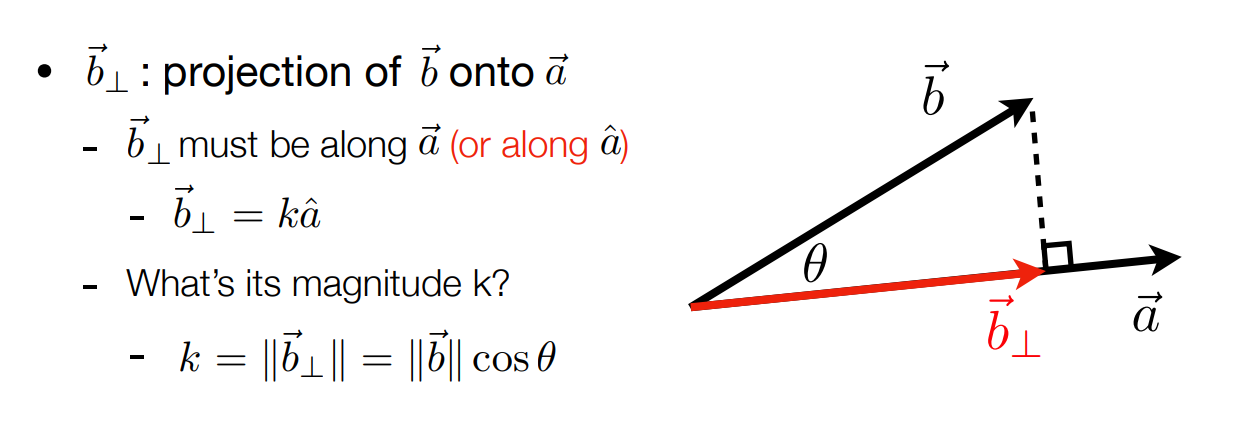 • $\vec{b}_\perp$ : projection of $\vec{b}$ onto $\vec{a}$
- $\vec{b}_\perp$ must be along $\vec{a}$ (or along $\hat{a}$)
- $\vec{b}_\perp = k\hat{a}$
- What's its magnitude k?
- $k = \|\vec{b}_\perp\| = \|\vec{b}\| \cos\theta$
$\vec{b}$
$\theta$
$\vec{b}_\perp$
$\vec{a}$